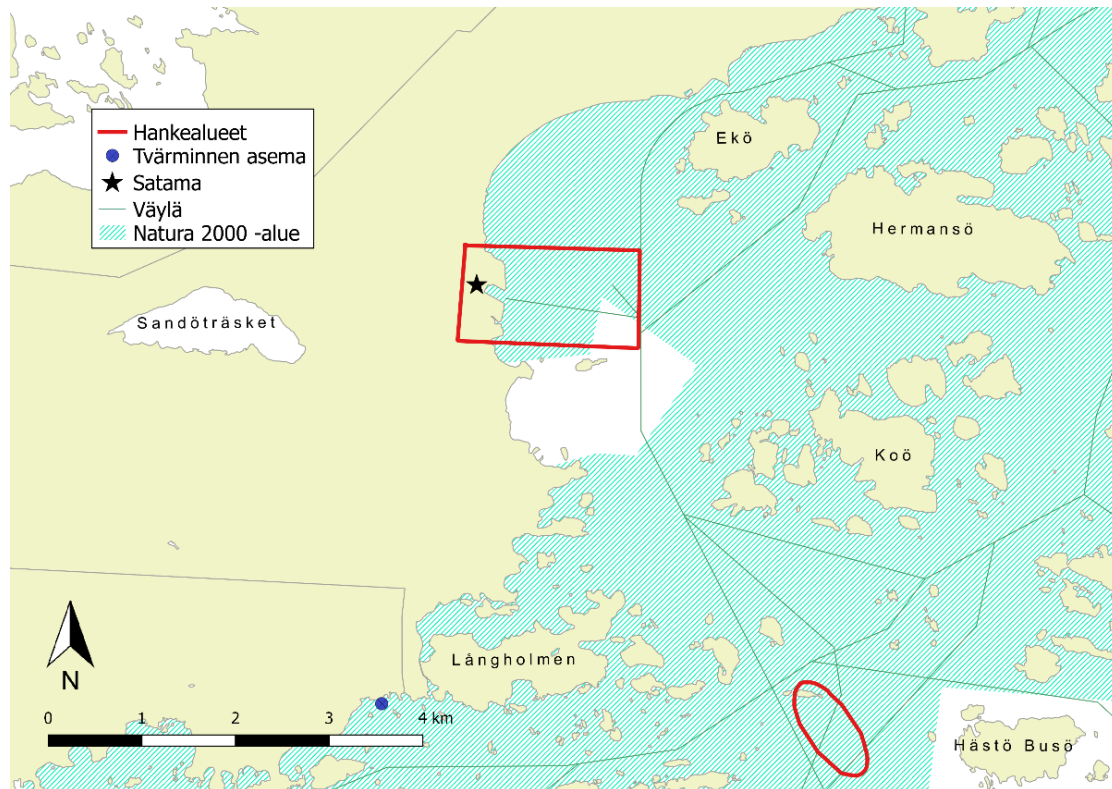 Hankealueet
Tvärminnen asema
Satama
Väylä
Natura 2000 -alue
Ekö
Hermansö
Sandöträsket
Koö
Långholmen
N
0 1 2 3 4 km
Hästö Busö